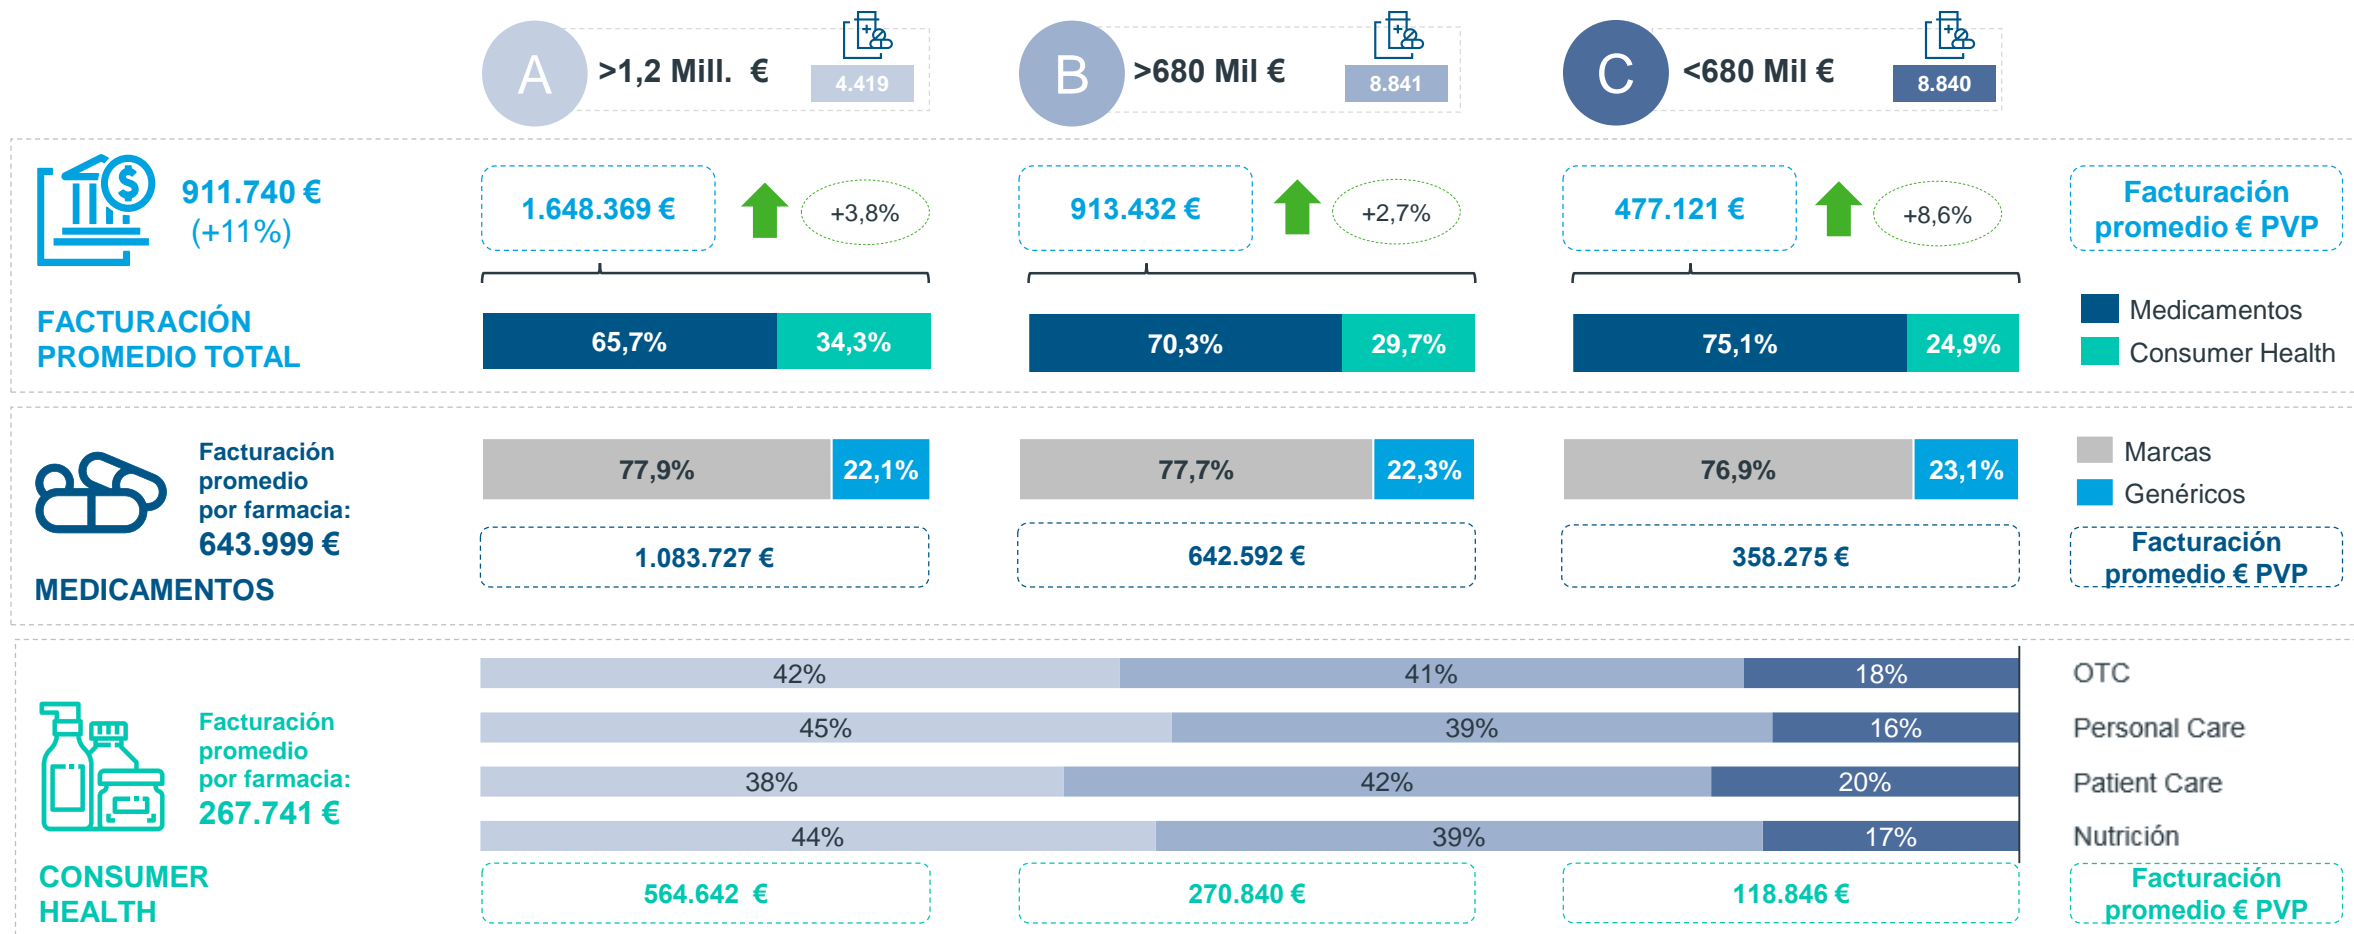 A
>1,2 Mill. €
4.419
B
>680 Mil €
8.841
C
<680 Mil €
8.840
911.740 €
(+11%)
FACTURACIÓN
PROMEDIO TOTAL
1.648.369 €
+3,8%
913.432 €
+2,7%
477.121 €
+8,6%
Facturación
promedio € PVP
65,7%
34,3%
70,3%
29,7%
75,1%
24,9%
Medicamentos
Consumer Health
Facturación
promedio
por farmacia:
643.999 €
MEDICAMENTOS
77,9%
22,1%
77,7%
22,3%
76,9%
23,1%
Marcas
Genéricos
1.083.727 €
642.592 €
358.275 €
Facturación
promedio € PVP
Facturación
promedio
por farmacia:
267.741 €
CONSUMER
HEALTH
42%
41%
18%
OTC
45%
39%
16%
Personal Care
38%
42%
20%
Patient Care
44%
39%
17%
Nutrición
564.642 €
270.840 €
118.846 €
Facturación
promedio € PVP